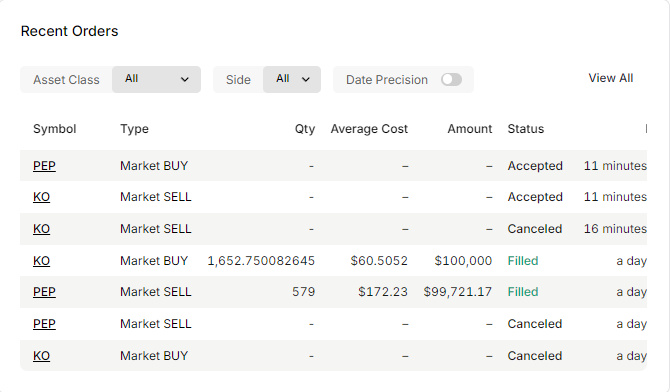 Recent Orders
Asset Class All Side All Date Precision View All
Symbol Type Qty Average Cost Amount Status
PEP Market BUY - – – Accepted 11 minutes
KO Market SELL - – – Accepted 11 minutes
KO Market SELL - – – Canceled 16 minutes
KO Market BUY 1,652.750082645 $60.5052 $100,000 Filled a day
PEP Market SELL 579 $172.23 $99,721.17 Filled a day
PEP Market SELL - – – Canceled a day
KO Market BUY - – – Canceled a day